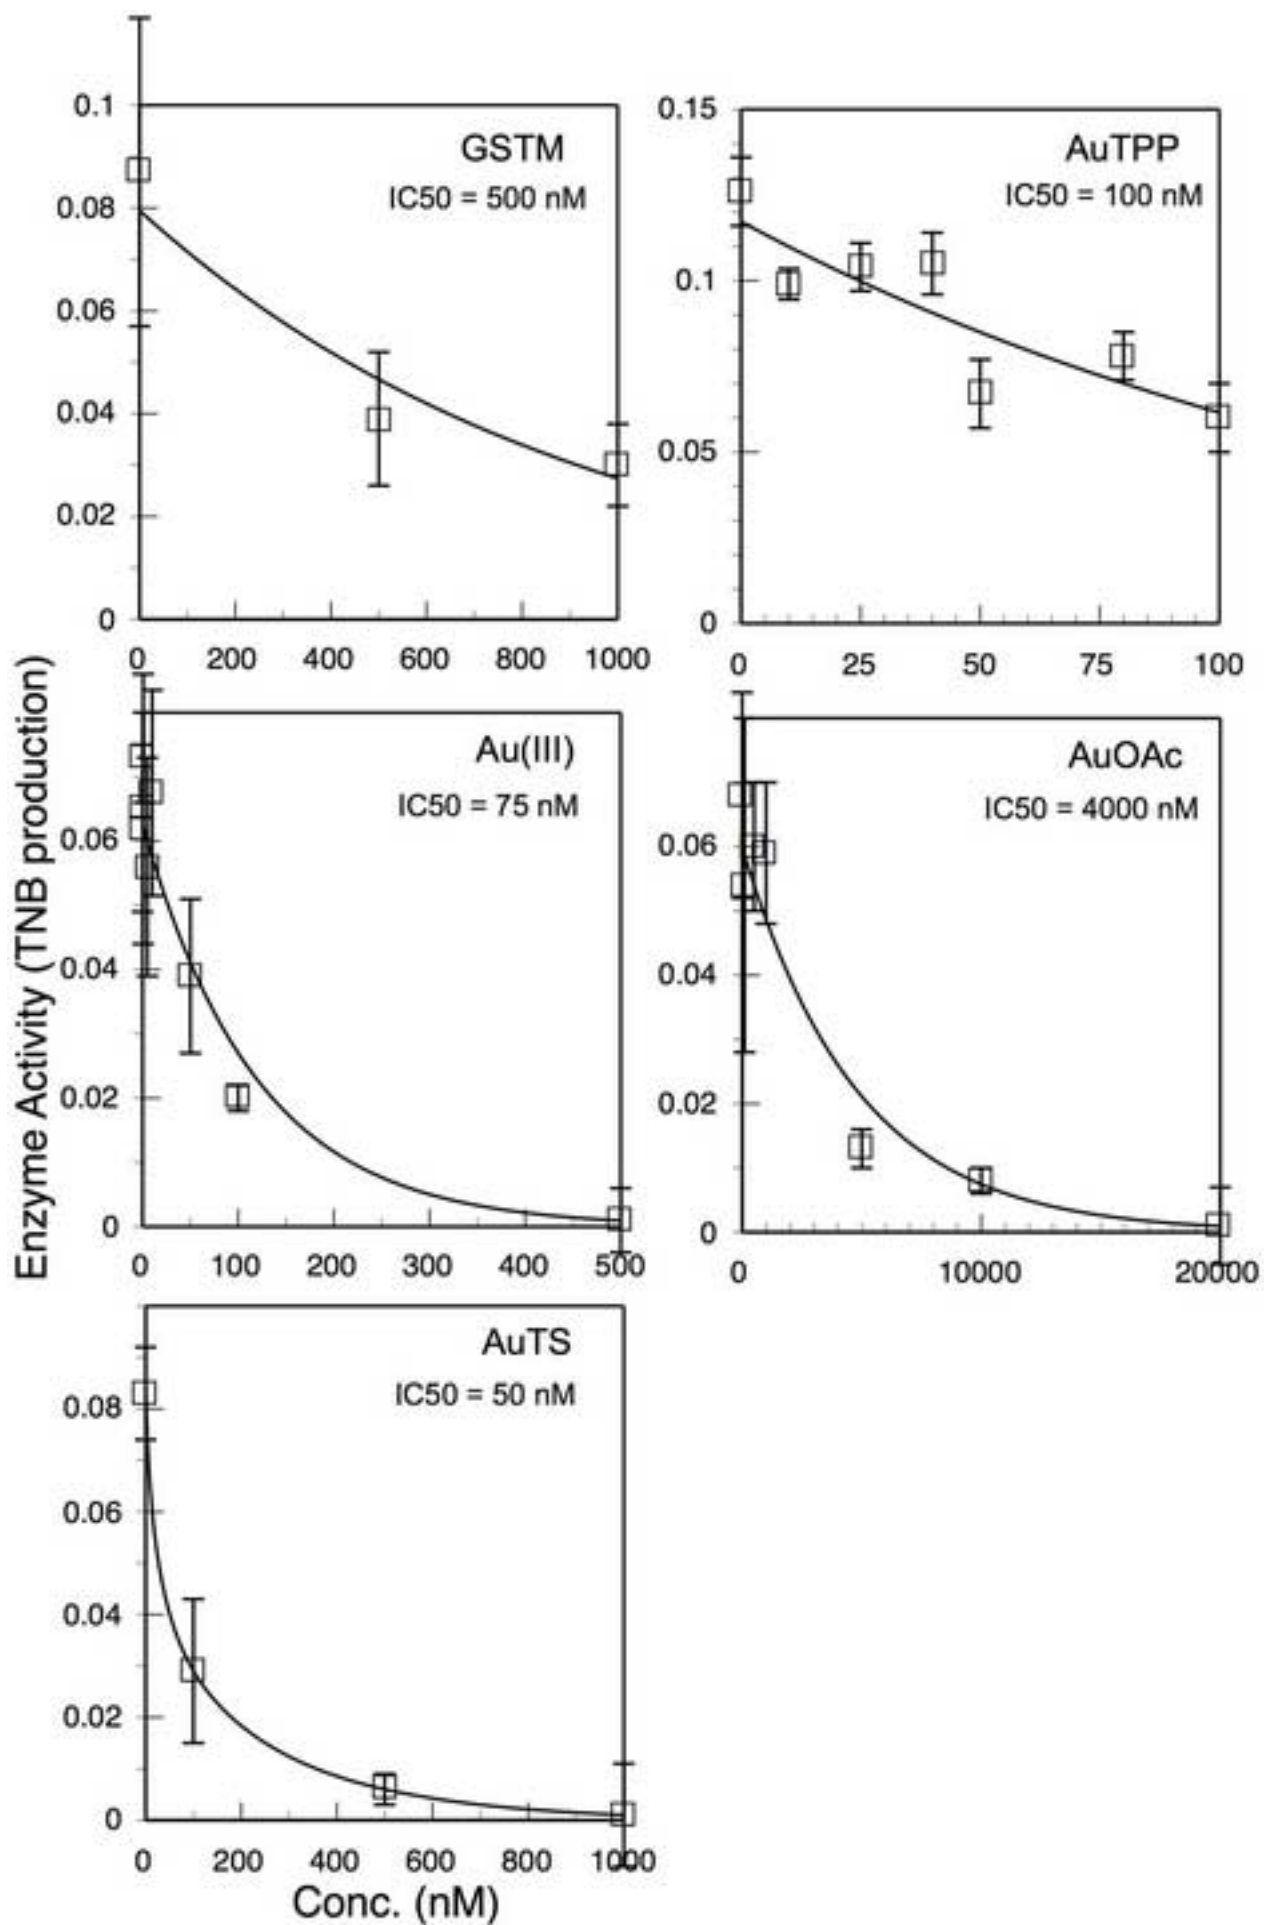 0.1
GSTM
IC50 = 500 nM
0.08
0.06
0.04
0.02
0
0 200 400 600 800 1000
0.15
AuTPP
IC50 = 100 nM
0.1
0.05
0
0 25 50 75 100
Enzyme Activity (TNB production)
Au(III)
IC50 = 75 nM
0.06
0.04
0.02
0
0 100 200 300 400 500
AuOAc
IC50 = 4000 nM
0.06
0.04
0.02
0
0 10000 20000
AuTS
IC50 = 50 nM
0.08
0.06
0.04
0.02
0
0 200 400 600 800 1000
Conc. (nM)